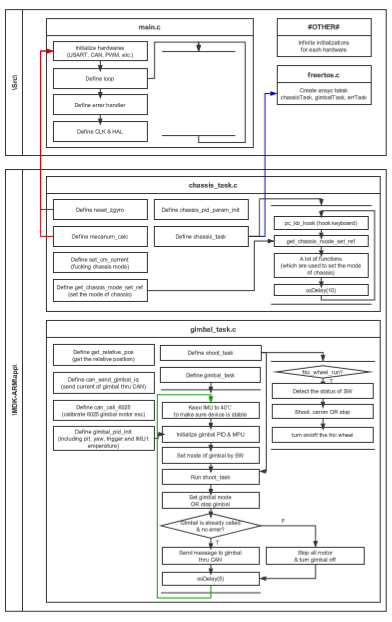 main.c
Initialize hardwares
(USART, CAN, PWM, etc.)
Define loop
Define error handler
Define CLK & HAL
#OTHER#
Infinite initializations
for each hardware
freertos.c
Create ansyc takak
chassisTask, gimbalTask, errTask
\Src\
chassis_task.c
Define reset_zgyro
Define chassis_pid_param_init
Define mecanum_calc
Define chassis_task
Define set_cm_current
(fucking chassis mode)
Define get_chassis_mode_set_ref
(set the mode of chassis)
pc_kb_hook (hook keyboard)
get_chassis_mode_set_ref
A lot of functions
(which are used to set the mode
of chassis)
osDelay(10)
\MDK-ARM\app\
gimbal_task.c
Define get_relative_pos
(get the relative position)
Define can_send_gimbal_iq
(send current of gimbal thru CAN)
Define can_cali_6025
(calibrate 6025 gimbal motor esc)
Define gimbal_pid_init
(including pit, yaw, trigger and IMU t
emperature)
Define shoot_task
Define gimbal_task
Keep IMU to 40℃
to make sure device is stable
Initialize gimbal PID & MPU
Set mode of gimbal by SW
Run shoot_task
Set gimbal mode
OR stop gimbal
Gimbal is already called
& no error?
T
F
Send message to gimbal
thru CAN
osDelay(5)
Stop all motor
& turn gimbal off
fric_wheel_run?
T
Detect the status of SW
Shoot, cerom OR stop
turn on/off the fric wheel